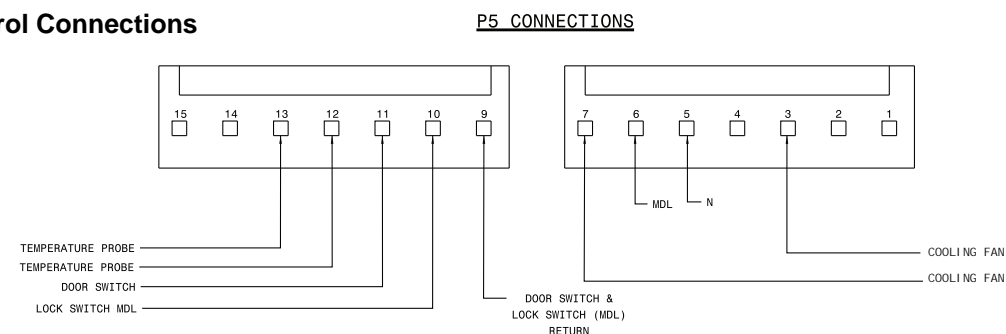 rol Connections
P5 CONNECTIONS
15 14 13 12 11 10 9
7 6 5 4 3 2 1
MDL
N
TEMPERATURE PROBE
TEMPERATURE PROBE
DOOR SWITCH
LOCK SWITCH MDL
DOOR SWITCH &
LOCK SWITCH (MDL)
RETURN
COOLING FAN
COOLING FAN